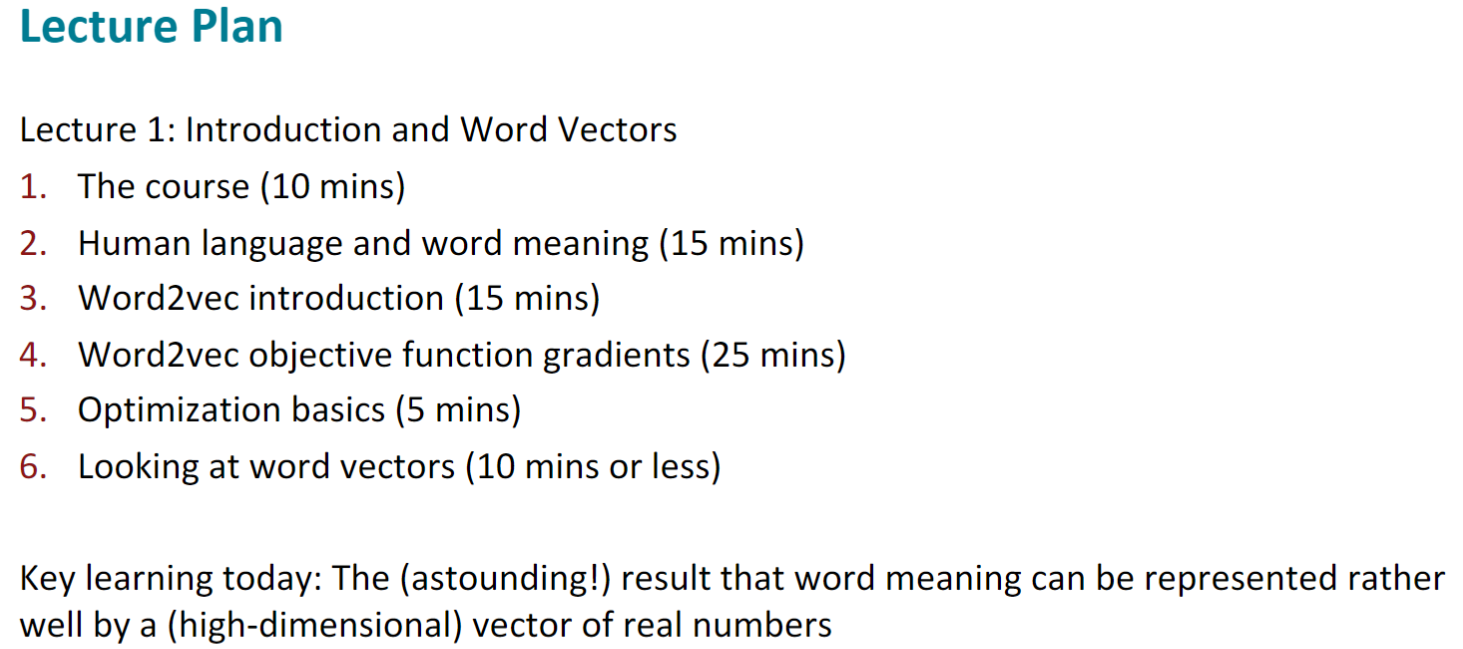 Lecture Plan
Lecture 1: Introduction and Word Vectors
1. The course (10 mins)
2. Human language and word meaning (15 mins)
3. Word2vec introduction (15 mins)
4. Word2vec objective function gradients (25 mins)
5. Optimization basics (5 mins)
6. Looking at word vectors (10 mins or less)
Key learning today: The (astounding!) result that word meaning can be represented rather
well by a (high-dimensional) vector of real numbers